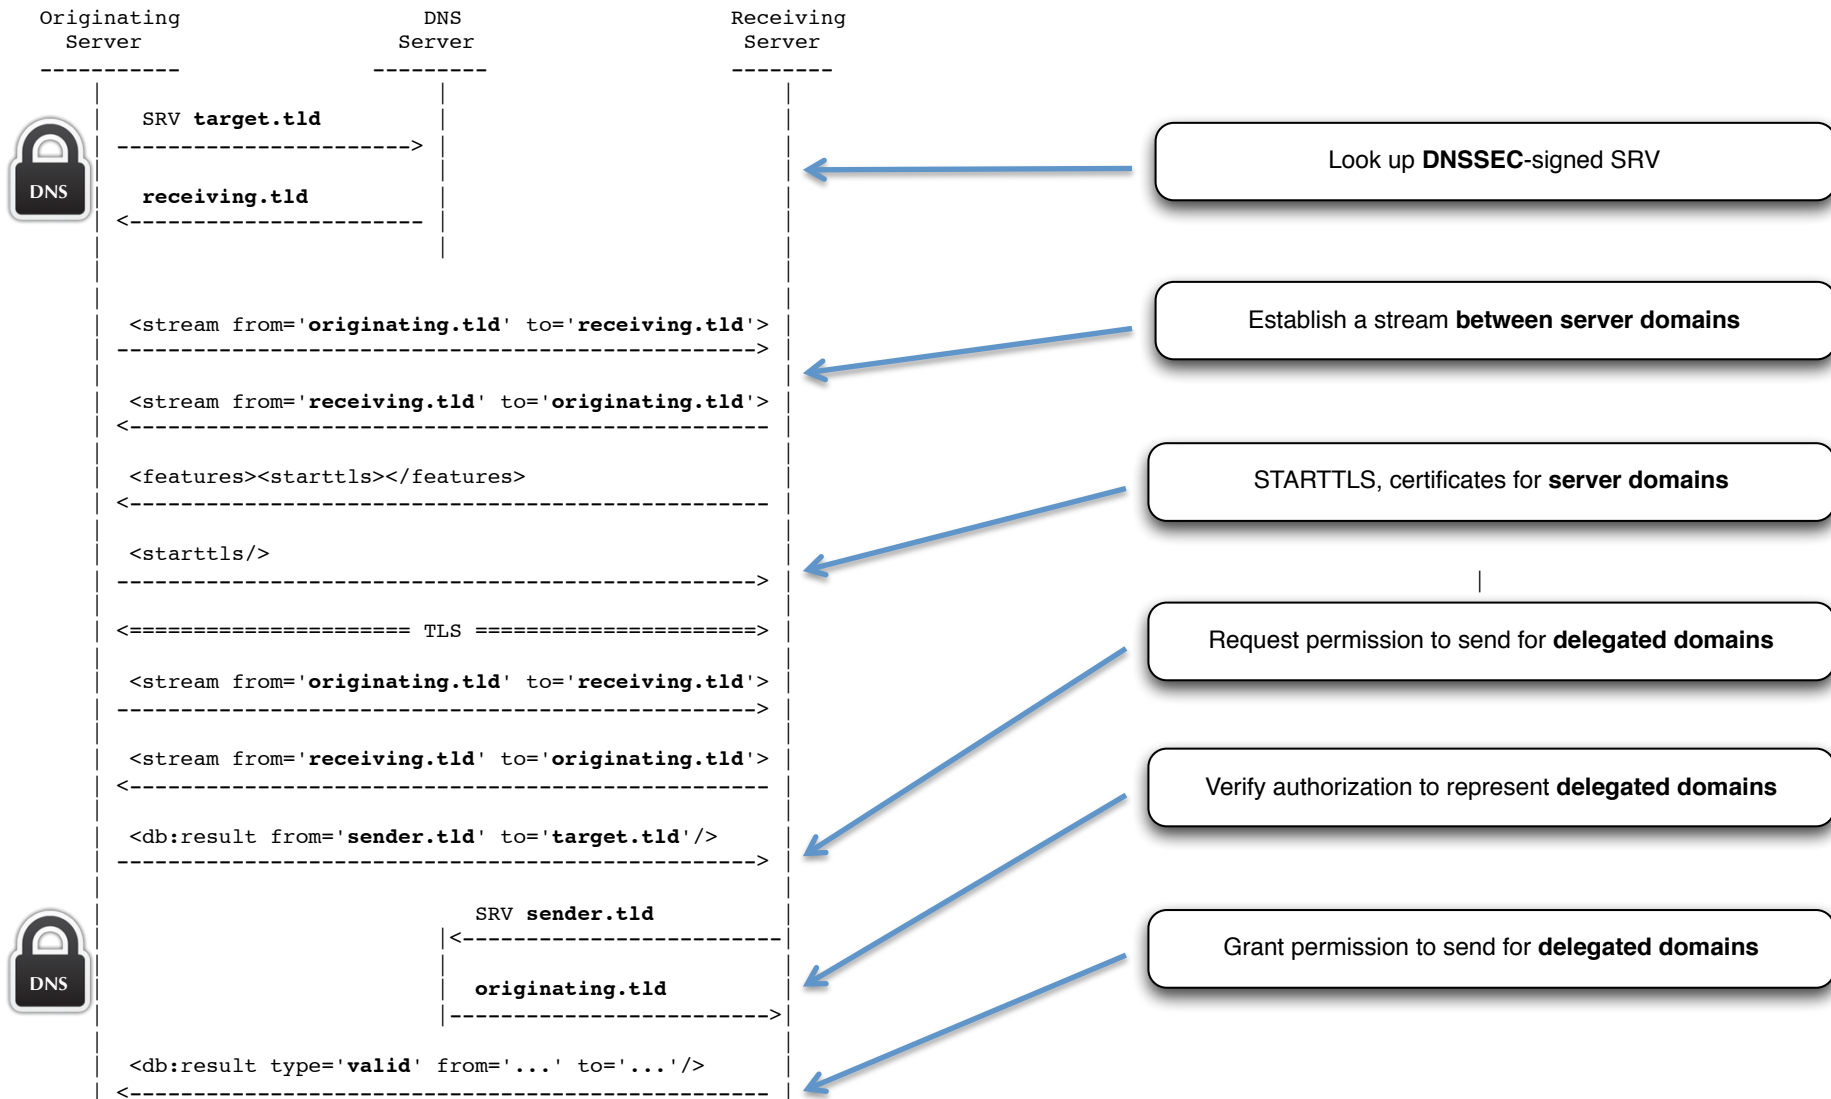 Originating DNS Receiving
Server Server Server
----------- --------- --------
SRV target.tld
----------------------->
Look up DNSSEC-signed SRV
DNS
receiving.tld
<-----------------------
<stream from='originating.tld' to='receiving.tld'>
Establish a stream between server domains
-------------------------------------------------->
<stream from='receiving.tld' to='originating.tld'>
<--------------------------------------------------
<features><starttls></features>
STARTTLS, certificates for server domains
<--------------------------------------------------
<starttls/>
-------------------------------------------------->
<====================== TLS ======================>
Request permission to send for delegated domains
<stream from='originating.tld' to='receiving.tld'>
-------------------------------------------------->
<stream from='receiving.tld' to='originating.tld'>
Verify authorization to represent delegated domains
<--------------------------------------------------
<db:result from='sender.tld' to='target.tld'/>
-------------------------------------------------->
SRV sender.tld
|<-------------------------
Grant permission to send for delegated domains
DNS
originating.tld
|------------------------->|
<db:result type='valid' from='...' to='...'/>
<--------------------------------------------------